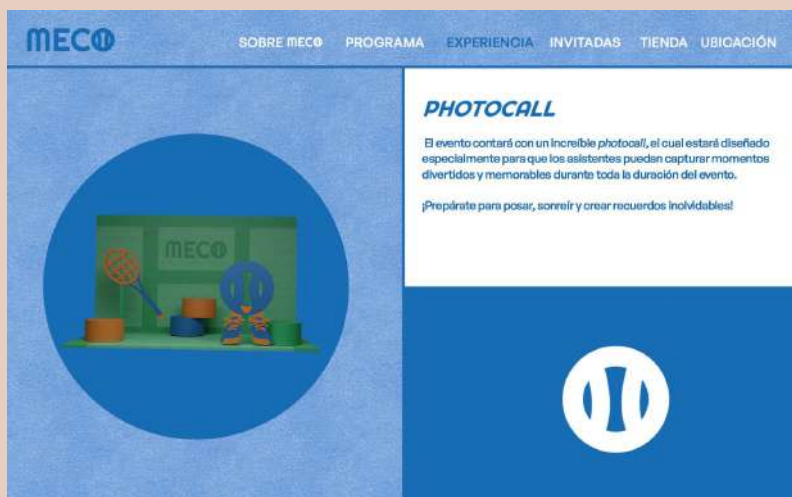 MECO
SOBRE MECO PROGRAMA EXPERIENCIA INVITADAS TIENDA UBICACIÓN
MECO
PHOTOCALL
El evento contará con un increíble photocall, el cual estará diseñado
especialmente para que los asistentes puedan capturar momentos
divertidos y memorables durante toda la duración del evento.
¡Prepárate para posar, sonreír y crear recuerdos inolvidables!